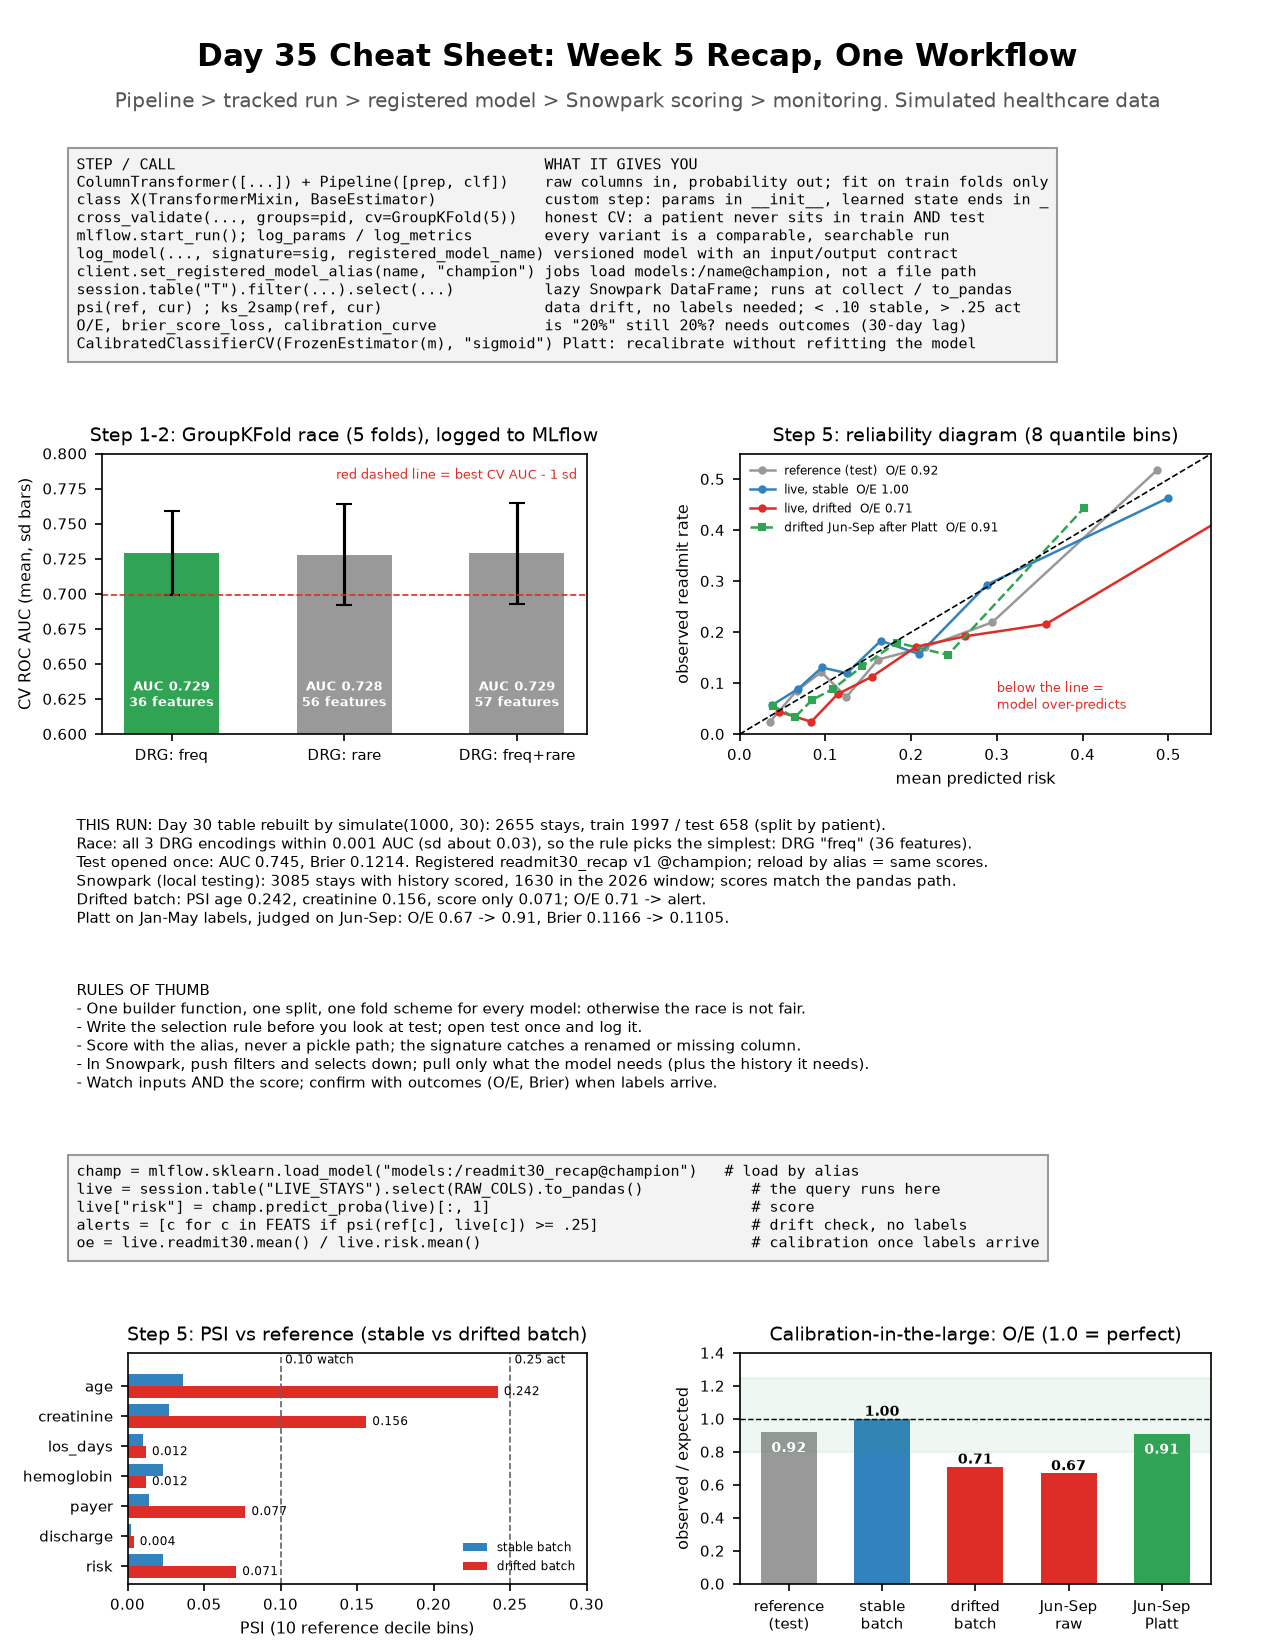 Day 35 Cheat Sheet: Week 5 Recap, One Workflow
Pipeline > tracked run > registered model > Snowpark scoring > monitoring. Simulated healthcare data
STEP / CALL WHAT IT GIVES YOU
ColumnTransformer([...]) + Pipeline([prep, clf]) raw columns in, probability out; fit on train folds only
class X(TransformerMixin, BaseEstimator) custom step: params in __init__, learned state ends in _
cross_validate(..., groups=pid, cv=GroupKFold(5)) honest CV: a patient never sits in train AND test
mlflow.start_run(); log_params / log_metrics every variant is a comparable, searchable run
log_model(..., signature=sig, registered_model_name) versioned model with an input/output contract
client.set_registered_model_alias(name, "champion") jobs load models:/name@champion, not a file path
session.table("T").filter(...).select(...) lazy Snowpark DataFrame; runs at collect / to_pandas
psi(ref, cur) ; ks_2samp(ref, cur) data drift, no labels needed; < .10 stable, > .25 act
O/E, brier_score_loss, calibration_curve is "20%" still 20%? needs outcomes (30-day lag)
CalibratedClassifierCV(FrozenEstimator(m), "sigmoid") Platt: recalibrate without refitting the model
Step 1-2: GroupKFold race (5 folds), logged to MLflow
CV ROC AUC (mean, sd bars)
0.800
0.775
0.750
0.725
0.700
0.675
0.650
0.625
0.600
red dashed line = best CV AUC - 1 sd
AUC 0.729
36 features
AUC 0.728
56 features
AUC 0.729
57 features
DRG: freq
DRG: rare
DRG: freq+rare
Step 5: reliability diagram (8 quantile bins)
observed readmit rate
0.5
0.4
0.3
0.2
0.1
0.0
reference (test) O/E 0.92
live, stable O/E 1.00
live, drifted O/E 0.71
drifted Jun-Sep after Platt O/E 0.91
below the line =
model over-predicts
0.0 0.1 0.2 0.3 0.4 0.5
mean predicted risk
THIS RUN: Day 30 table rebuilt by simulate(1000, 30): 2655 stays, train 1997 / test 658 (split by patient).
Race: all 3 DRG encodings within 0.001 AUC (sd about 0.03), so the rule picks the simplest: DRG "freq" (36 features).
Test opened once: AUC 0.745, Brier 0.1214. Registered readmit30_recap v1 @champion; reload by alias = same scores.
Snowpark (local testing): 3085 stays with history scored, 1630 in the 2026 window; scores match the pandas path.
Drifted batch: PSI age 0.242, creatinine 0.156, score only 0.071; O/E 0.71 -> alert.
Platt on Jan-May labels, judged on Jun-Sep: O/E 0.67 -> 0.91, Brier 0.1166 -> 0.1105.
RULES OF THUMB
- One builder function, one split, one fold scheme for every model: otherwise the race is not fair.
- Write the selection rule before you look at test; open test once and log it.
- Score with the alias, never a pickle path; the signature catches a renamed or missing column.
- In Snowpark, push filters and selects down; pull only what the model needs (plus the history it needs).
- Watch inputs AND the score; confirm with outcomes (O/E, Brier) when labels arrive.
champ = mlflow.sklearn.load_model("models:/readmit30_recap@champion") # load by alias
live = session.table("LIVE_STAYS").select(RAW_COLS).to_pandas() # the query runs here
live["risk"] = champ.predict_proba(live)[:, 1] # score
alerts = [c for c in FEATS if psi(ref[c], live[c]) >= .25] # drift check, no labels
oe = live.readmit30.mean() / live.risk.mean() # calibration once labels arrive
Step 5: PSI vs reference (stable vs drifted batch)
0.10 watch
0.25 act
age
0.242
creatinine
0.156
los_days
0.012
hemoglobin
0.012
payer
0.077
discharge
0.004
risk
0.071
stable batch
drifted batch
0.00 0.05 0.10 0.15 0.20 0.25 0.30
PSI (10 reference decile bins)
Calibration-in-the-large: O/E (1.0 = perfect)
observed / expected
1.4
1.2
1.0
0.8
0.6
0.4
0.2
0.0
0.92
1.00
0.71
0.67
0.91
reference
(test)
stable
batch
drifted
batch
Jun-Sep
raw
Jun-Sep
Platt